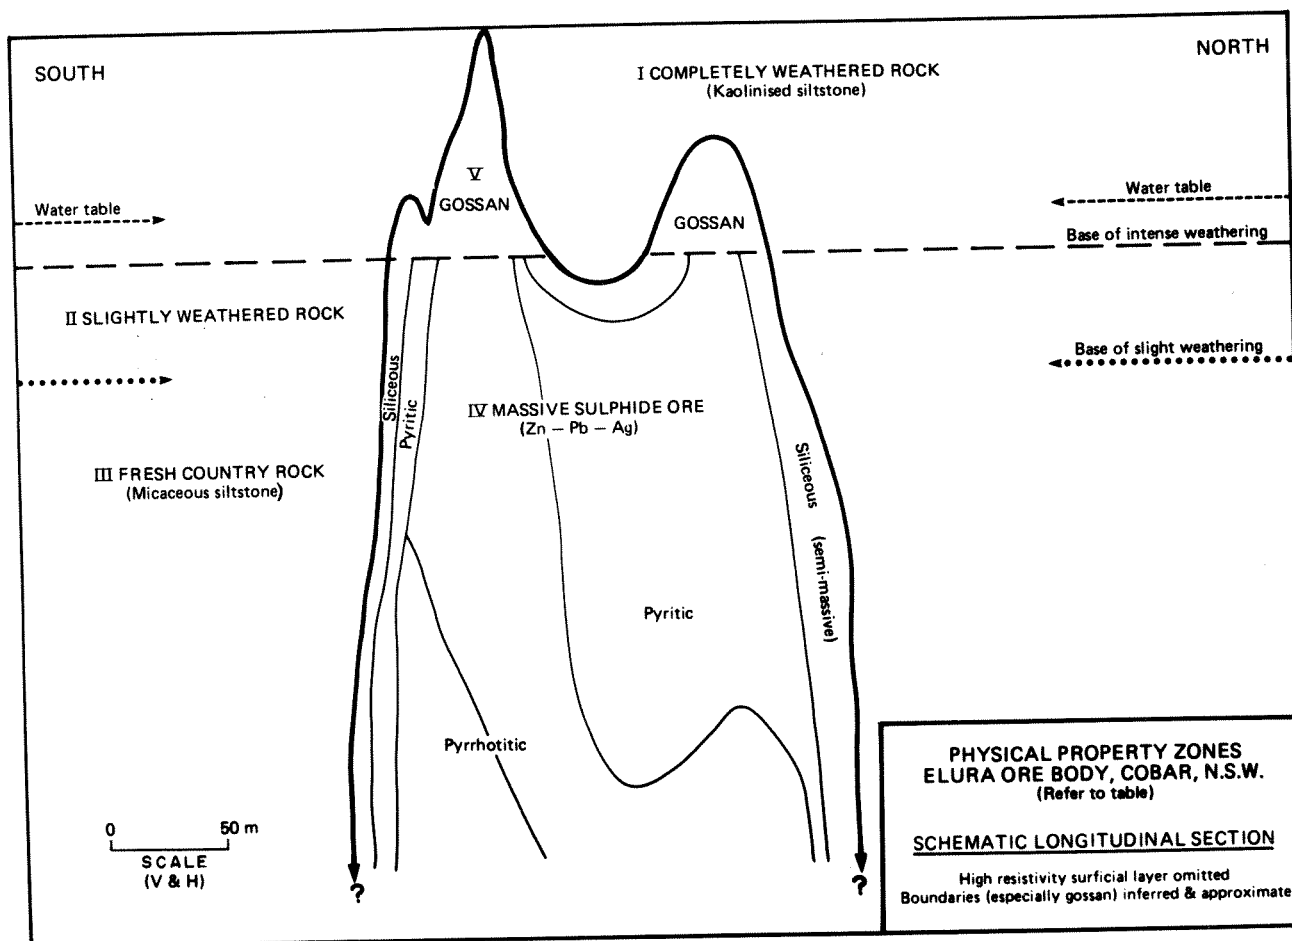 SOUTH
NORTH
I COMPLETELY WEATHERED ROCK
(Kaolinised siltstone)
V
GOSSAN
GOSSAN
Water table
Water table
Base of intense weathering
II SLIGHTLY WEATHERED ROCK
Base of slight weathering
Siliceous
Pyritic
IV MASSIVE SULPHIDE ORE
(Zn – Pb – Ag)
III FRESH COUNTRY ROCK
(Micaceous siltstone)
Siliceous (semi-massive)
Pyritic
Pyrrhotitic
0 50 m
SCALE
(V & H)
?
?
PHYSICAL PROPERTY ZONES
ELURA ORE BODY, COBAR, N.S.W.
(Refer to table)
SCHEMATIC LONGITUDINAL SECTION
High resistivity surficial layer omitted
Boundaries (especially gossan) inferred & approximate